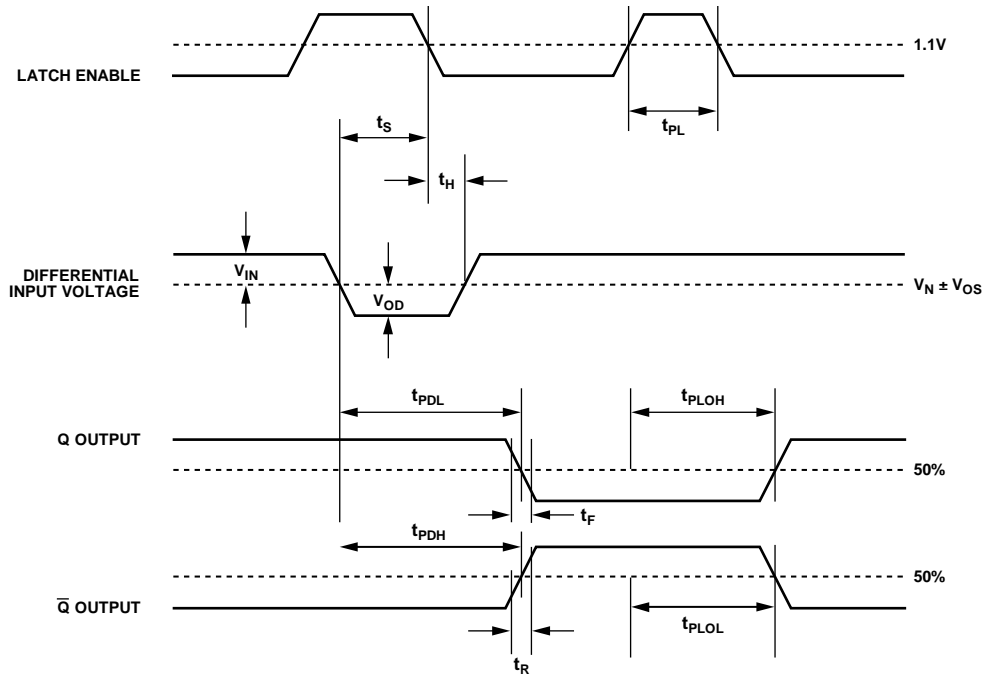 1.1V
LATCH ENABLE
tS
tPL
tH
VIN
DIFFERENTIAL
INPUT VOLTAGE
VN ± VOS
VOD
tPDL
tPLOH
Q OUTPUT
50%
tF
tPDH
50%
Q̅ OUTPUT
tPLOL
tR